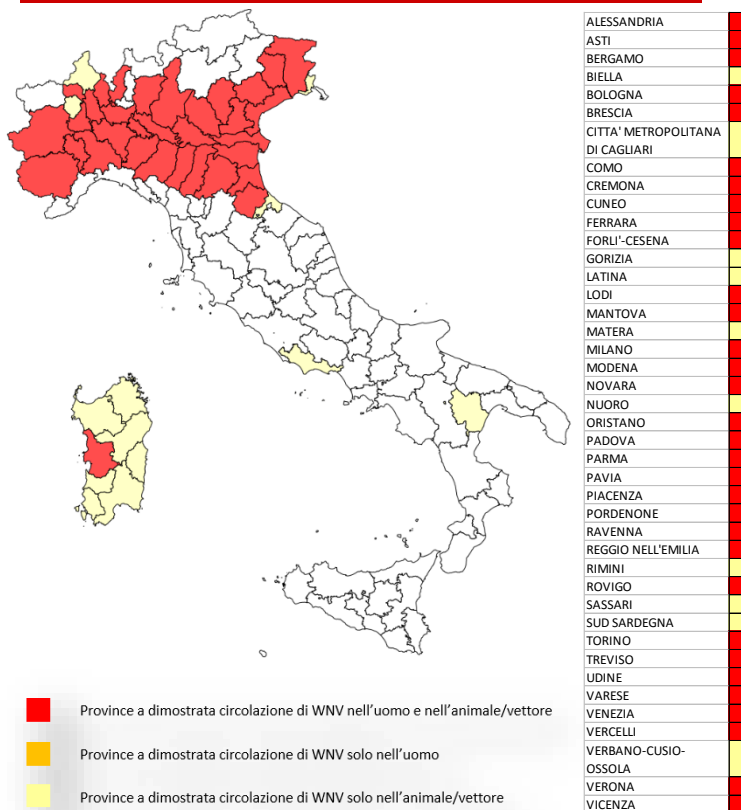 ALESSANDRIA
ASTI
BERGAMO
BIELLA
BOLOGNA
BRESCIA
CITTA' METROPOLITANA
DI CAGLIARI
COMO
CREMONA
CUNEO
FERRARA
FORLI'-CESENA
GORIZIA
LATINA
LODI
MANTOVA
MATERA
MILANO
MODENA
NOVARA
NUORO
ORISTANO
PADOVA
PARMA
PAVIA
PIACENZA
PORDENONE
RAVENNA
REGGIO NELL'EMILIA
RIMINI
ROVIGO
SASSARI
SUD SARDEGNA
TORINO
TREVISO
UDINE
VARESE
VENEZIA
VERCELLI
VERBANO-CUSIO-
OSSOLA
VERONA
VICENZA
Province a dimostrata circolazione di WNV nell'uomo e nell'animale/vettore
Province a dimostrata circolazione di WNV solo nell'uomo
Province a dimostrata circolazione di WNV solo nell'animale/vettore